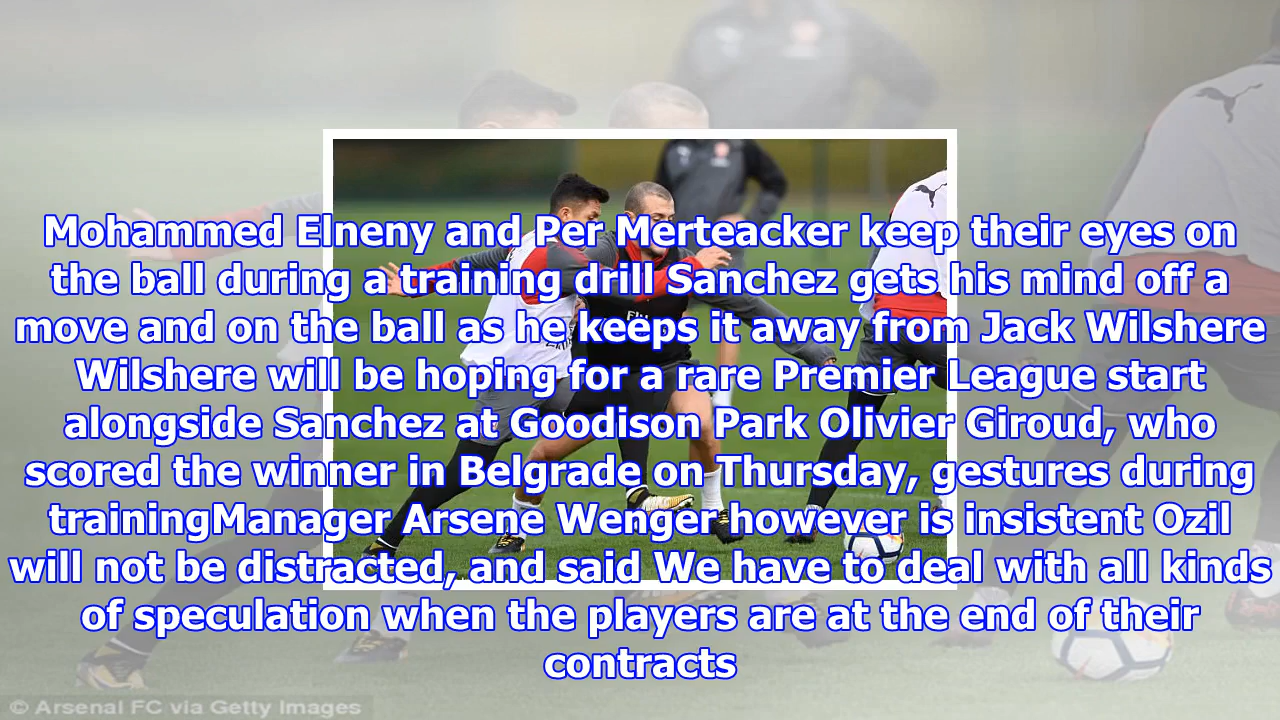 Mohammed Elneny and Per Merteacker keep their eyes on
the ball during a training drill Sanchez gets his mind off a
move and on the ball as he keeps it away from Jack Wilshere
Wilshere will be hoping for a rare Premier League start
alongside Sanchez at Goodison Park Olivier Giroud, who
scored the winner in Belgrade on Thursday, gestures during
trainingManager Arsene Wenger however is insistent Ozil
will not be distracted, and said We have to deal with all kinds
of speculation when the players are at the end of their
contracts
© Arsenal FC via Getty Images